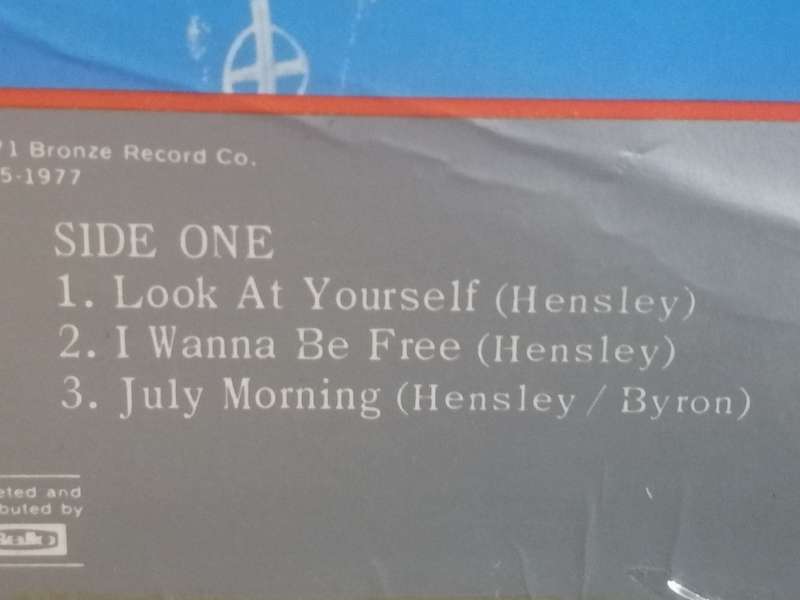 71 Bronze Record Co.
5-1977
SIDE ONE
1. Look At Yourself (Hensley)
2. I Wanna Be Free (Hensley)
3. July Morning (Hensley / Byron)
eted and
buted by